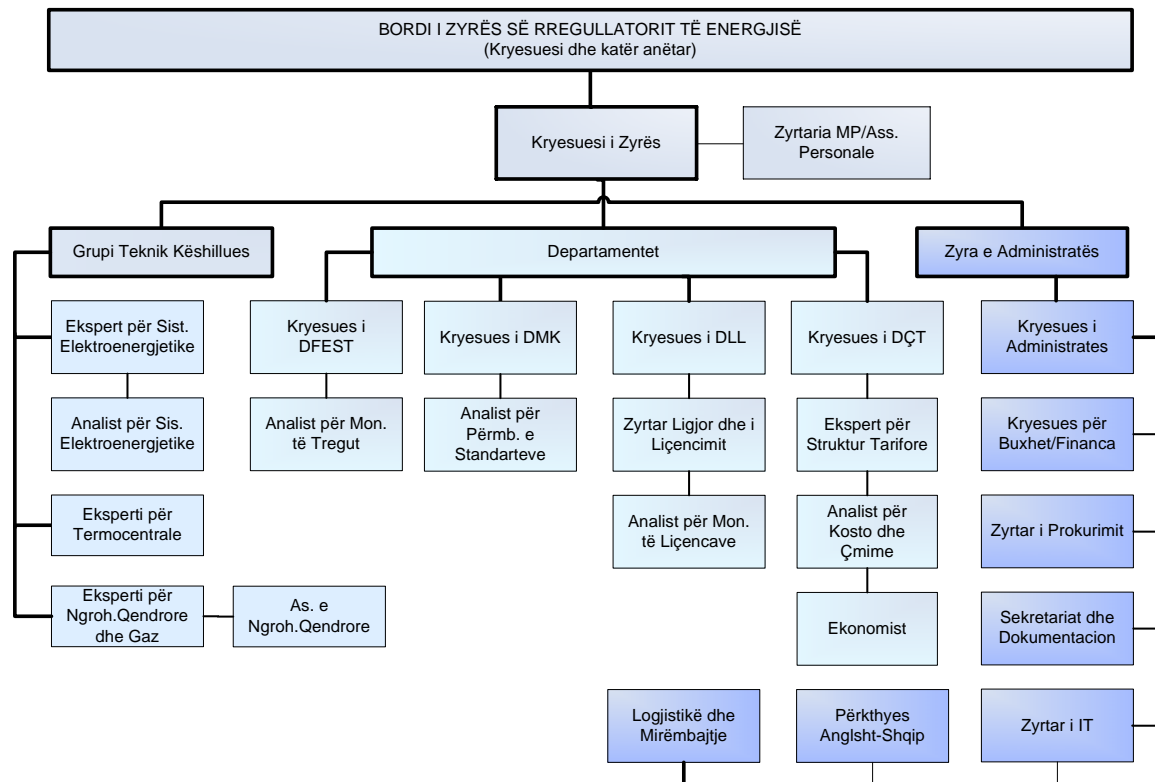 BORDI I ZYRËS SË RREGULLATORIT TË ENERGJISË
(Kryesuesi dhe katër anëtar)
Kryesuesi i Zyrës
Zyrtaria MP/Ass.
Personale
Grupi Teknik Këshillues
Departamentet
Zyra e Administratës
Ekspert për Sist.
Elektroenergjetike
Kryesues i
DFEST
Kryesues i DMK
Kryesues i DLL
Kryesues i DÇT
Kryesues i
Administrates
Analist për Sis.
Elektroenergjetike
Analist për Mon.
të Tregut
Analist për
Përmb. e
Standarteve
Zyrtar Ligjor dhe i
Liçencimit
Ekspert për
Struktur Tarifore
Kryesues për
Buxhet/Financa
Eksperti për
Termocentrale
Analist për Mon.
të Liçencave
Analist për
Kosto dhe
Çmime
Zyrtar i Prokurimit
Eksperti për
Ngroh.Qendrore
dhe Gaz
As. e
Ngroh.Qendrore
Ekonomist
Sekretariat dhe
Dokumentacion
Logjistikë dhe
Mirëmbajtje
Përkthyes
Anglsht-Shqip
Zyrtar i IT